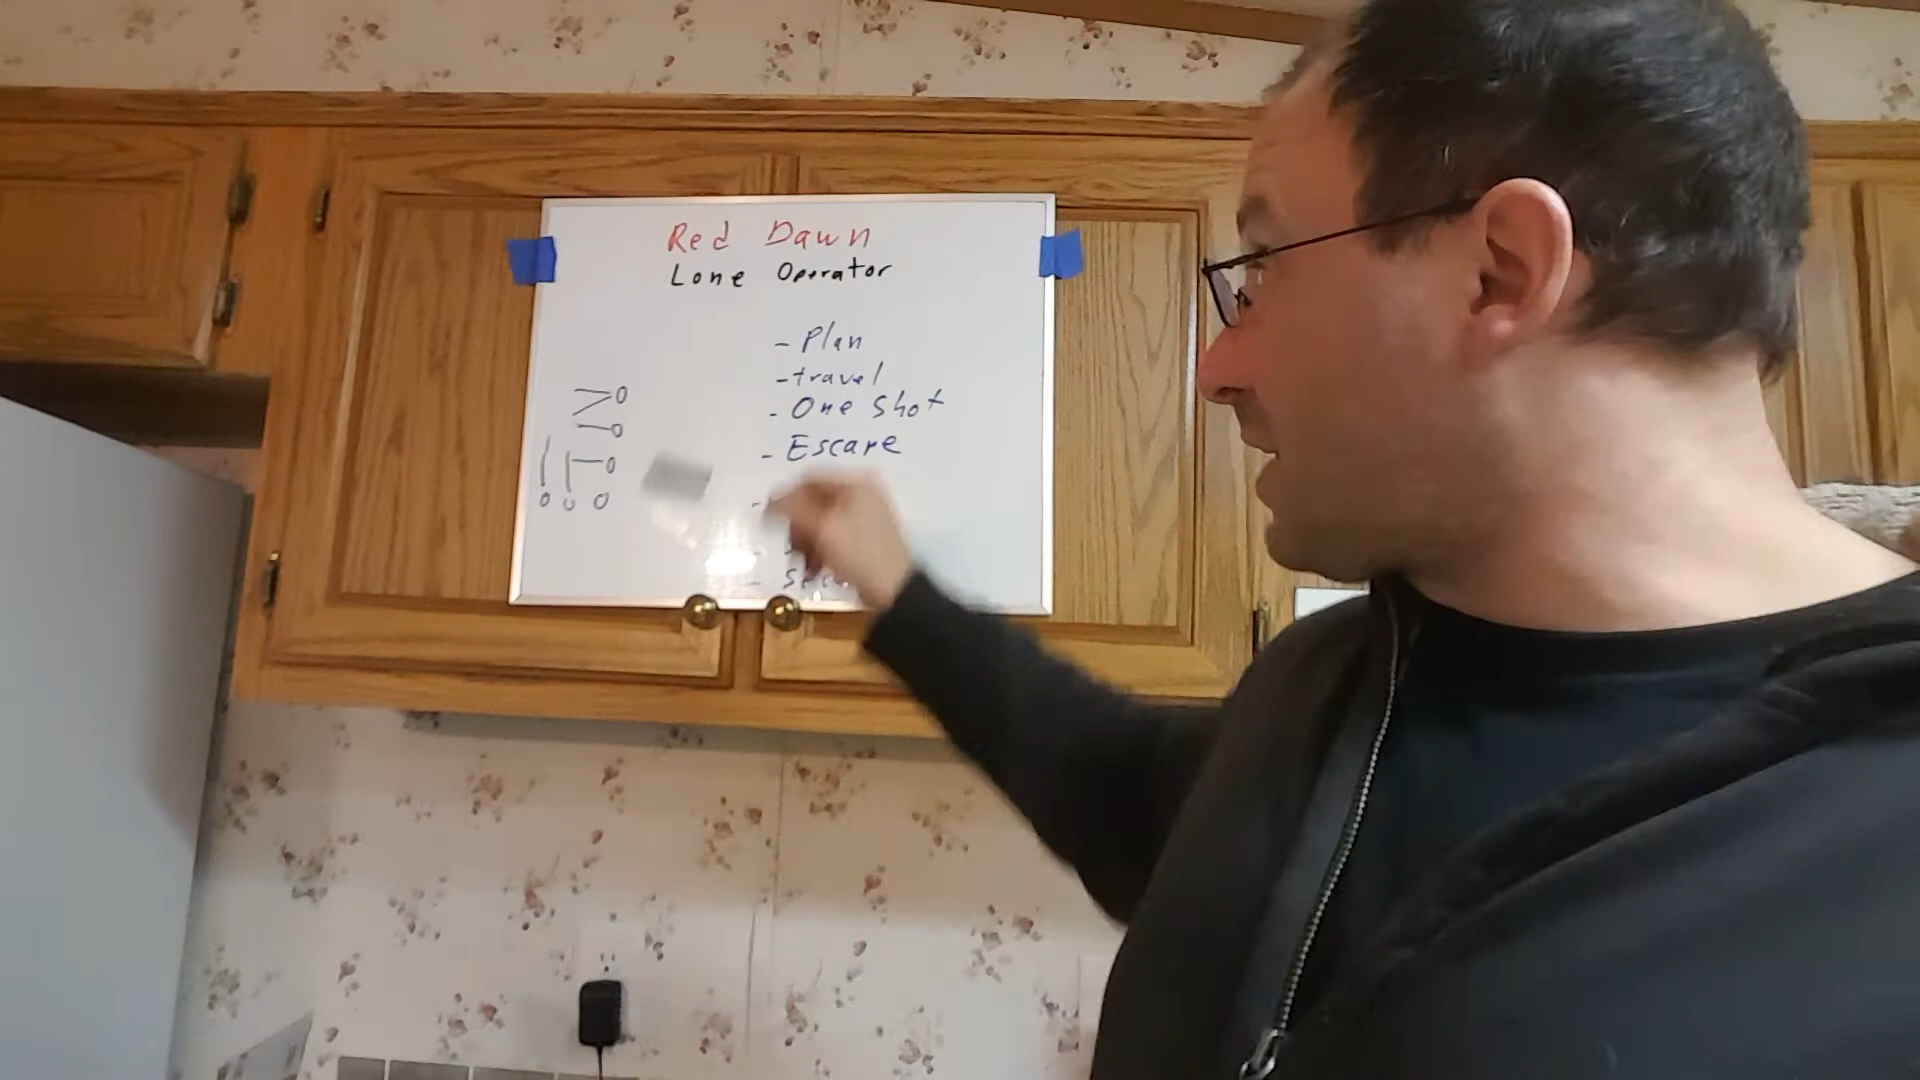 Red Dawn
Lone Operator
- Plan
- travel
- One Shot
- Escape